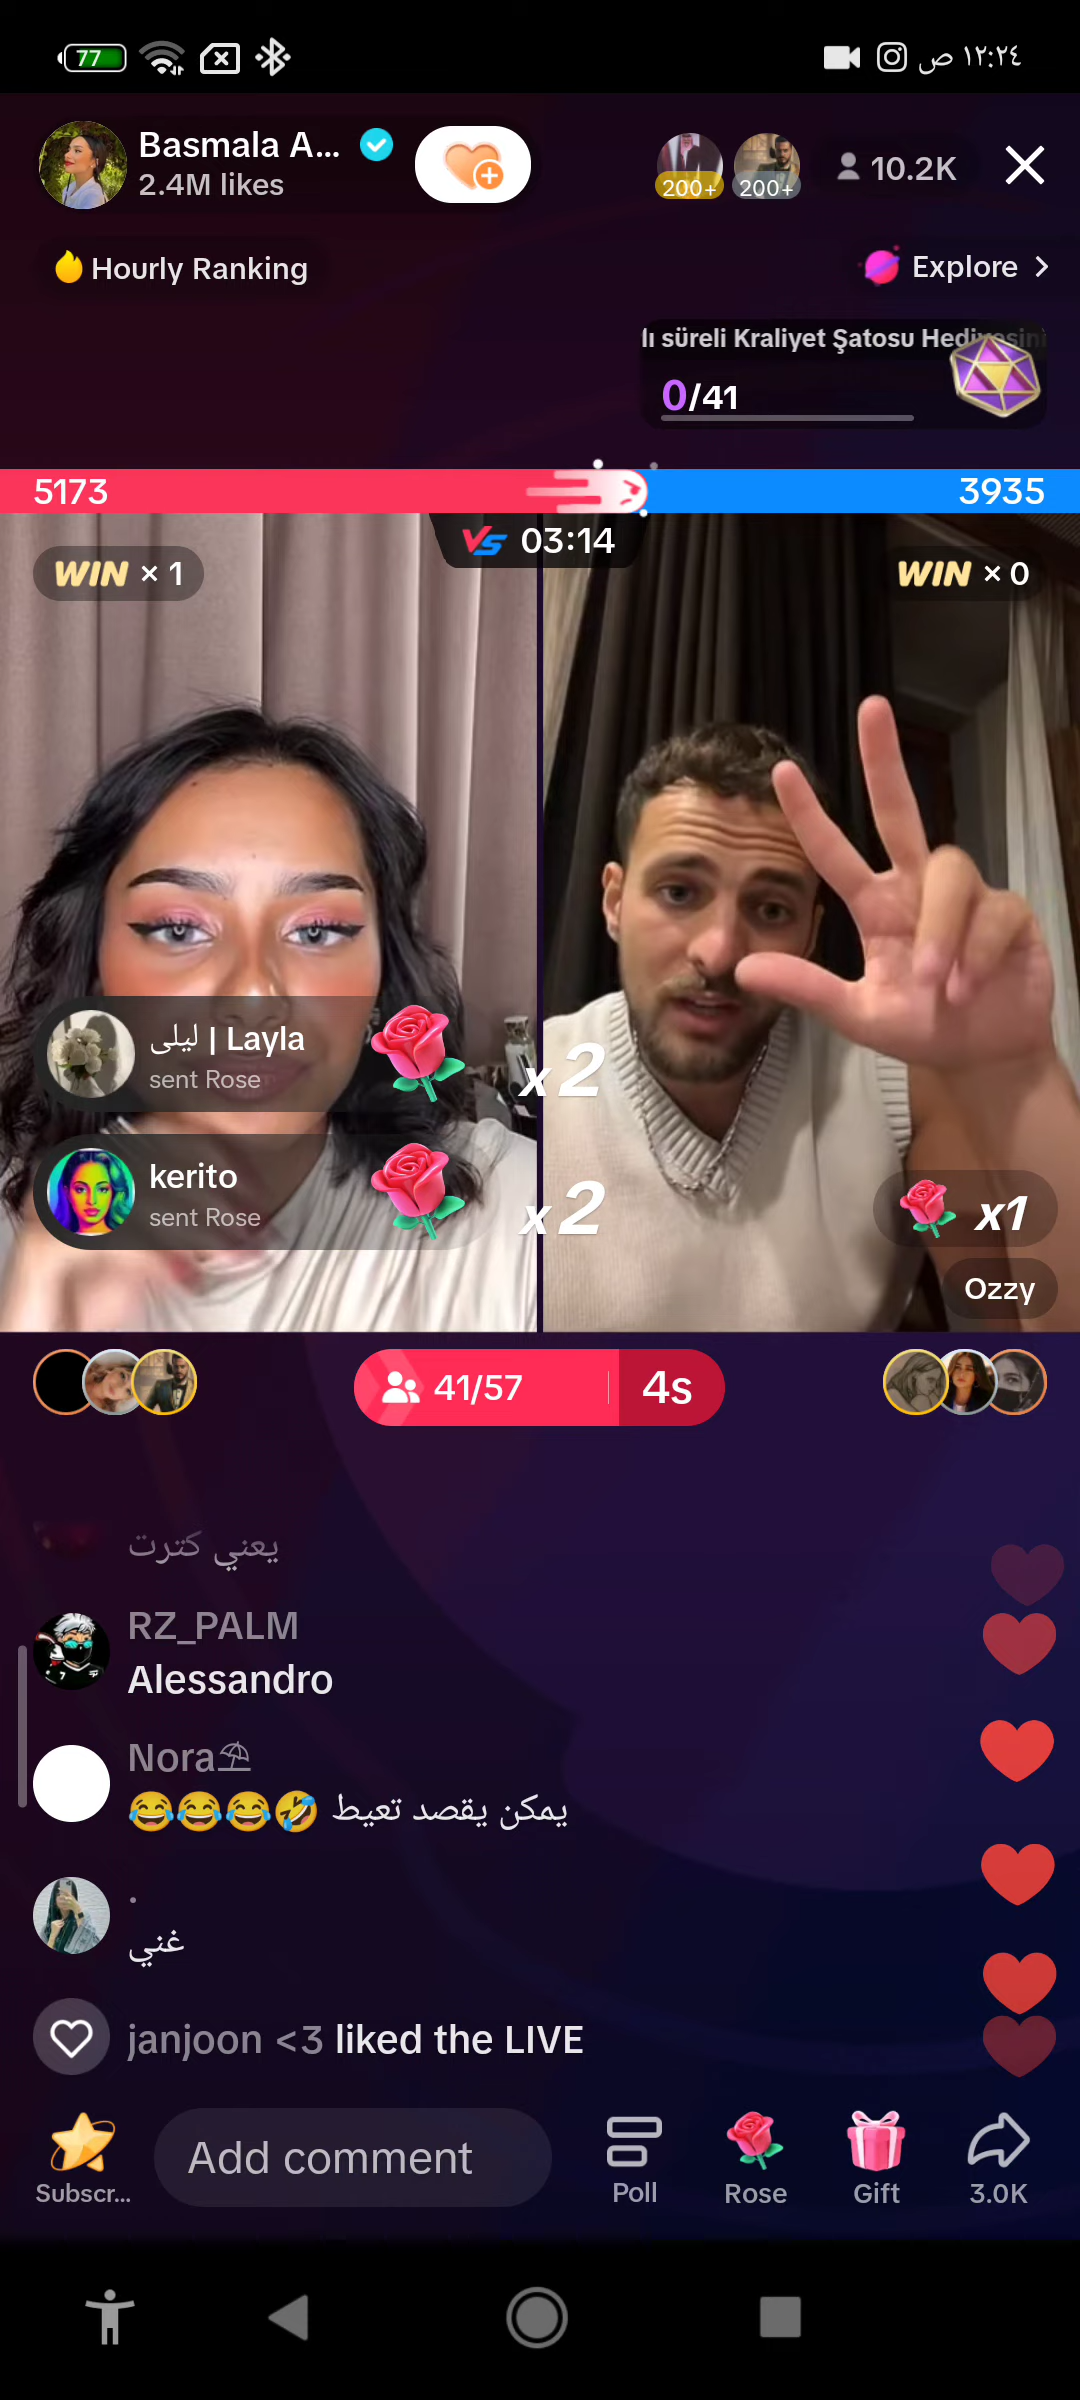 77
١٢:٢٤ ص
Basmala A...
2.4M likes
200+
200+
10.2K
Hourly Ranking
Explore
lı süreli Kraliyet Şatosu Hediyesini
0/41
5173
3935
VS 03:14
WIN × 1
WIN × 0
ليلى | Layla
sent Rose
x2
kerito
sent Rose
x2
x1
Ozzy
41/57
4s
يعني كترت
RZ_PALM
Alessandro
Nora⛱
😂😂😂🤣 يمكن يقصد تعيط
.
غني
janjoon <3 liked the LIVE
Subscr...
Add comment
Poll
Rose
Gift
3.0K